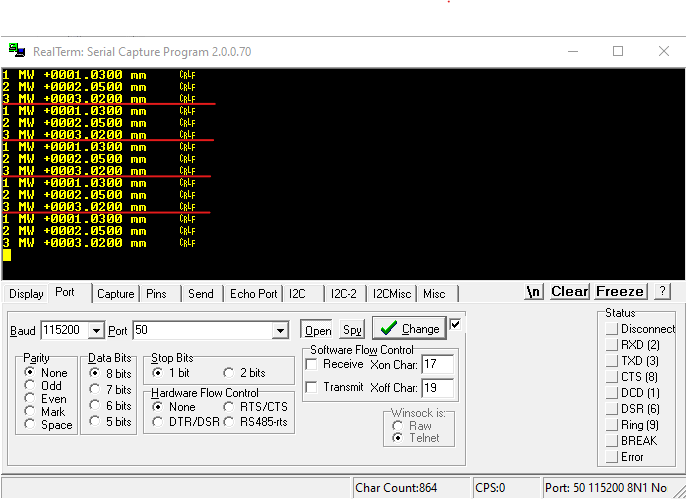 RealTerm: Serial Capture Program 2.0.0.70
1 MW +0001.0300 mm CRLF
2 MW +0002.0500 mm CRLF
3 MW +0003.0200 mm CRLF
1 MW +0001.0300 mm CRLF
2 MW +0002.0500 mm CRLF
3 MW +0003.0200 mm CRLF
1 MW +0001.0300 mm CRLF
2 MW +0002.0500 mm CRLF
3 MW +0003.0200 mm CRLF
1 MW +0001.0300 mm CRLF
2 MW +0002.0500 mm CRLF
3 MW +0003.0200 mm CRLF
1 MW +0001.0300 mm CRLF
2 MW +0002.0500 mm CRLF
3 MW +0003.0200 mm CRLF
Display Port Capture Pins Send Echo Port I2C I2C-2 I2CMisc Misc \n Clear Freeze ?
Baud 115200 Port 50 Open Spy Change
Parity
None
Odd
Even
Mark
Space
Data Bits
8 bits
7 bits
6 bits
5 bits
Stop Bits
1 bit 2 bits
Hardware Flow Control
None RTS/CTS
DTR/DSR RS485-rts
Software Flow Control
Receive Xon Char: 17
Transmit Xoff Char: 19
Winsock is:
Raw
Telnet
Status
Disconnect
RXD (2)
TXD (3)
CTS (8)
DCD (1)
DSR (6)
Ring (9)
BREAK
Error
Char Count:864 CPS:0 Port: 50 115200 8N1 No